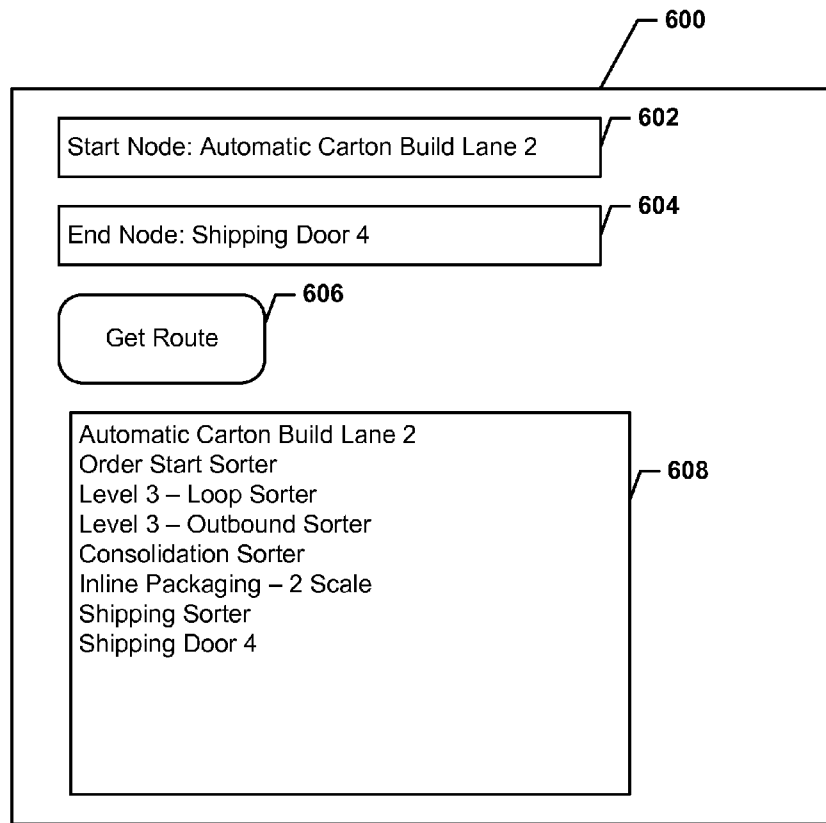 600
602
Start Node: Automatic Carton Build Lane 2
604
End Node: Shipping Door 4
606
Get Route
608
Automatic Carton Build Lane 2
Order Start Sorter
Level 3 – Loop Sorter
Level 3 – Outbound Sorter
Consolidation Sorter
Inline Packaging – 2 Scale
Shipping Sorter
Shipping Door 4